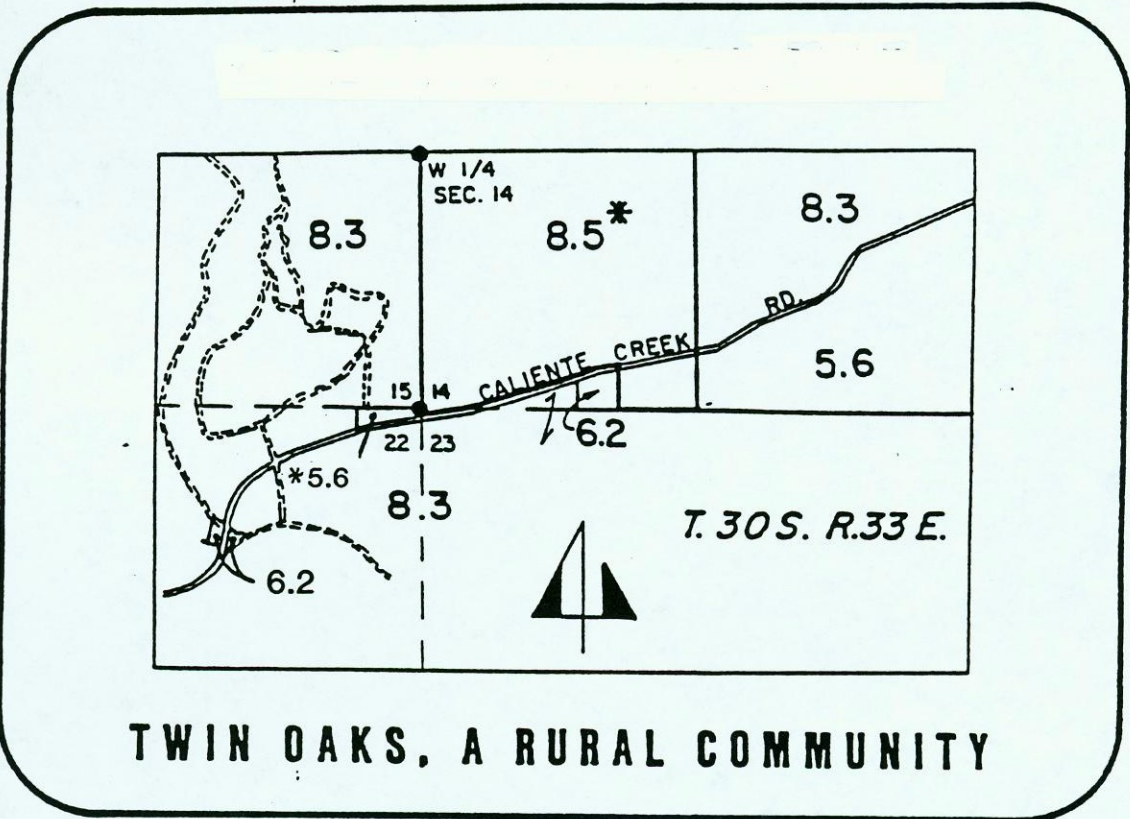 W 1/4
SEC. 14
8.3
8.5*
8.3
CALIENTE CREEK RD.
5.6
15 14
22 23
6.2
*5.6
8.3
T. 30 S. R. 33 E.
6.2
TWIN OAKS, A RURAL COMMUNITY